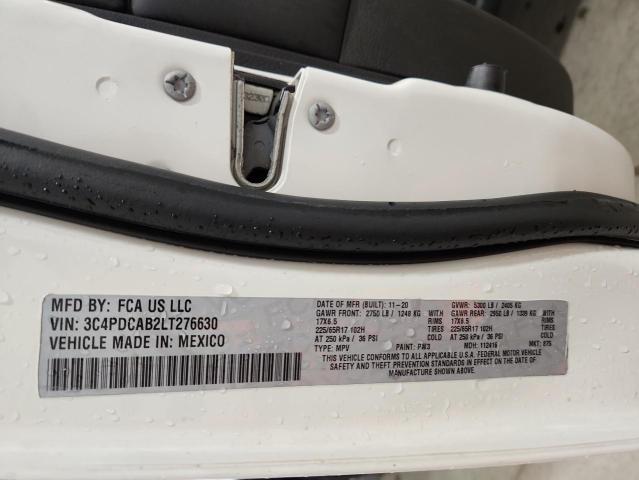 MFD BY: FCA US LLC
VIN: 3C4PDCAB2LT276630
VEHICLE MADE IN: MEXICO
DATE OF MFR (BUILT): 11-20 GVWR: 5300 LB / 2405 KG
GAWR FRONT: 2750 LB / 1248 KG GAWR REAR: 2950 LB / 1339 KG
17X6.5 RIMS 17X6.5 RIMS
225/65R17 102H TIRES 225/65R17 102H TIRES
AT 250 kPa / 36 PSI COLD AT 250 kPa / 36 PSI COLD
TYPE: MPV PAINT: PW3 MDH: 112416 MKT: 875
THIS VEHICLE CONFORMS TO ALL APPLICABLE U.S.A. FEDERAL MOTOR VEHICLE
SAFETY AND THEFT PREVENTION STANDARDS IN EFFECT ON THE DATE OF
MANUFACTURE SHOWN ABOVE.